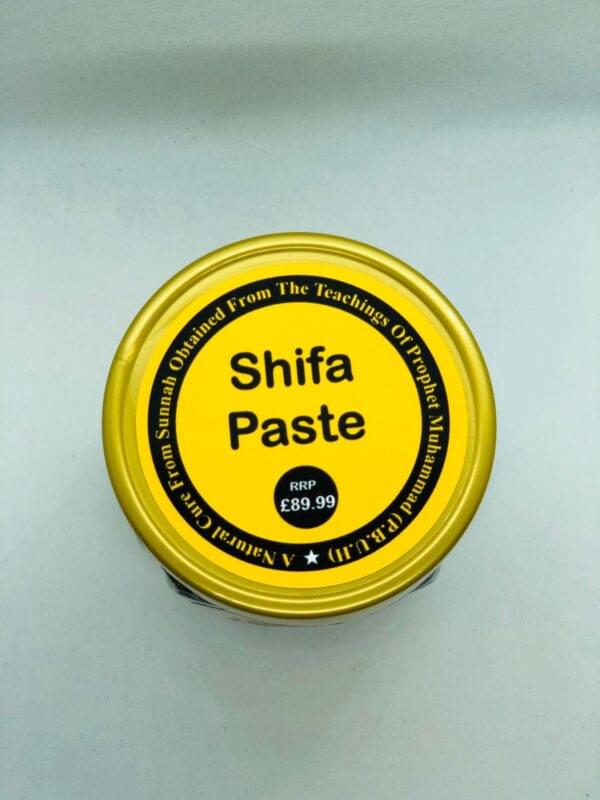 A Natural Cure From Sunnah Obtained From The Teachings Of Prophet Muhammad (P.B.U.H) ★
Shifa
Paste
RRP
£89.99